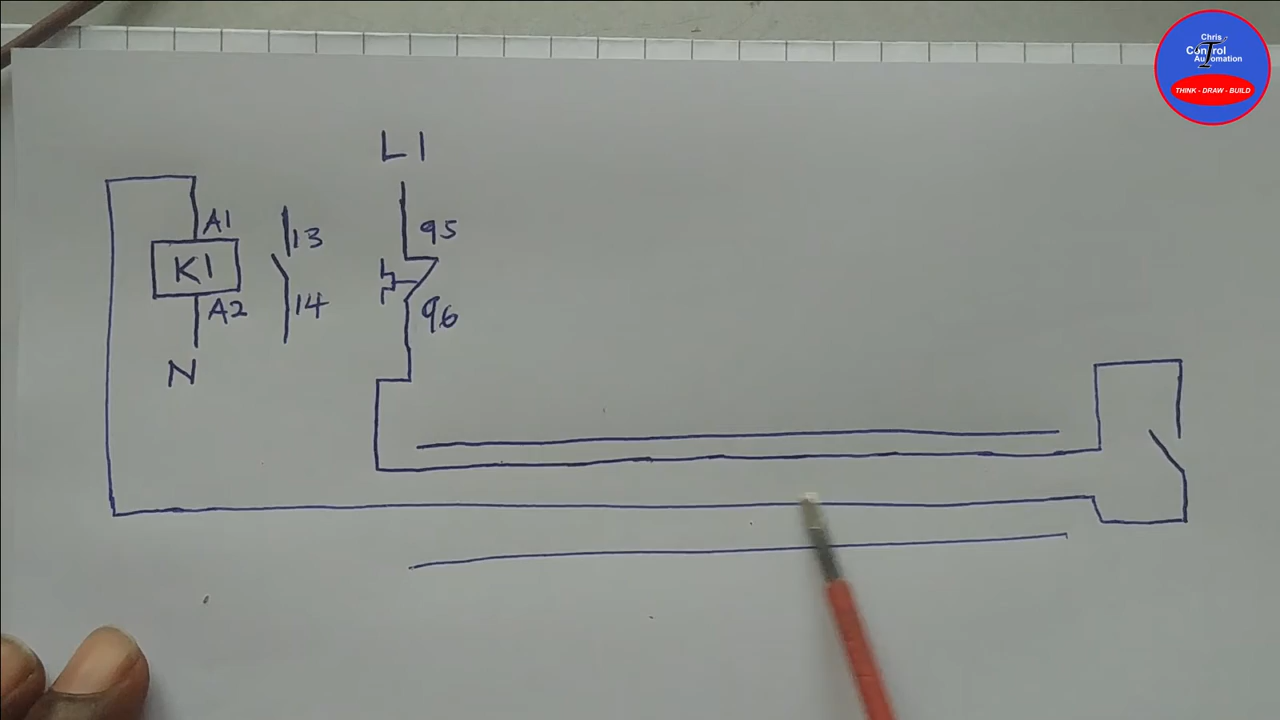 Chris
Control
Automation
THINK - DRAW - BUILD
L1
A1
K1
A2
N
13
14
95
96